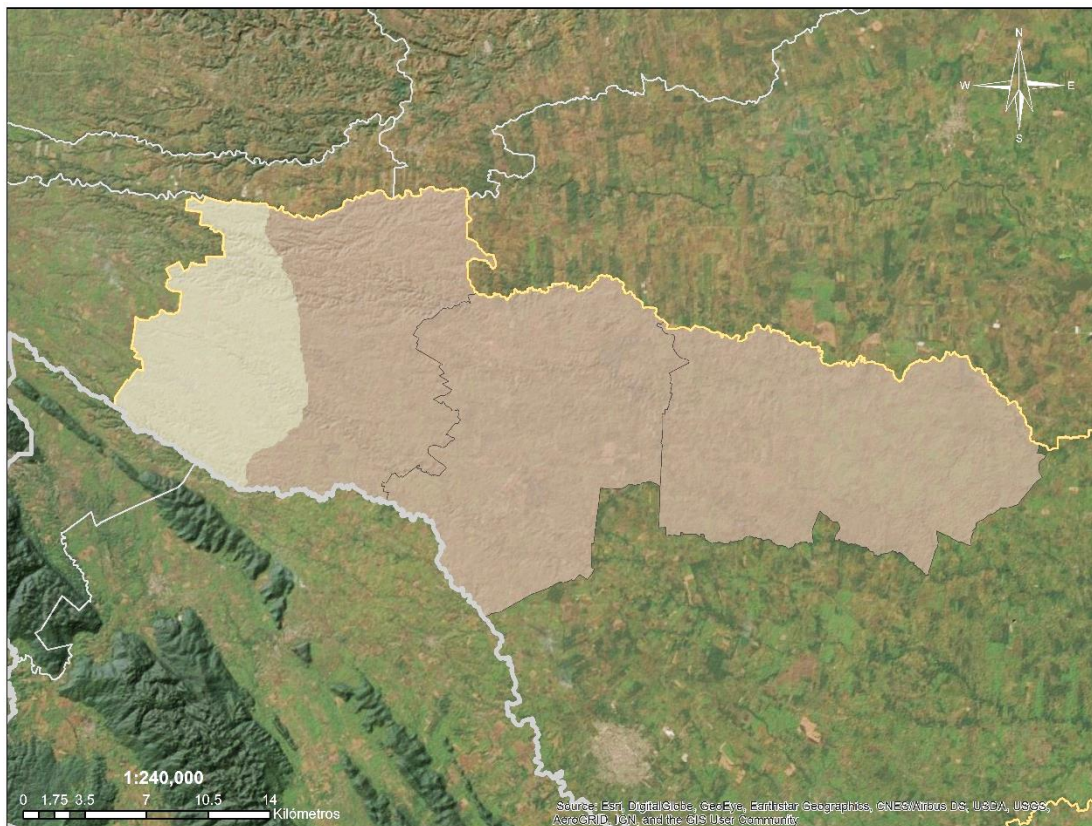 N
W E
S
1:240,000
0 1.75 3.5 7 10.5 14
Kilómetros
Source: Esri, DigitalGlobe, GeoEye, Earthstar Geographics, CNES/Airbus DS, USDA, USGS,
AeroGRID, IGN, and the GIS User Community